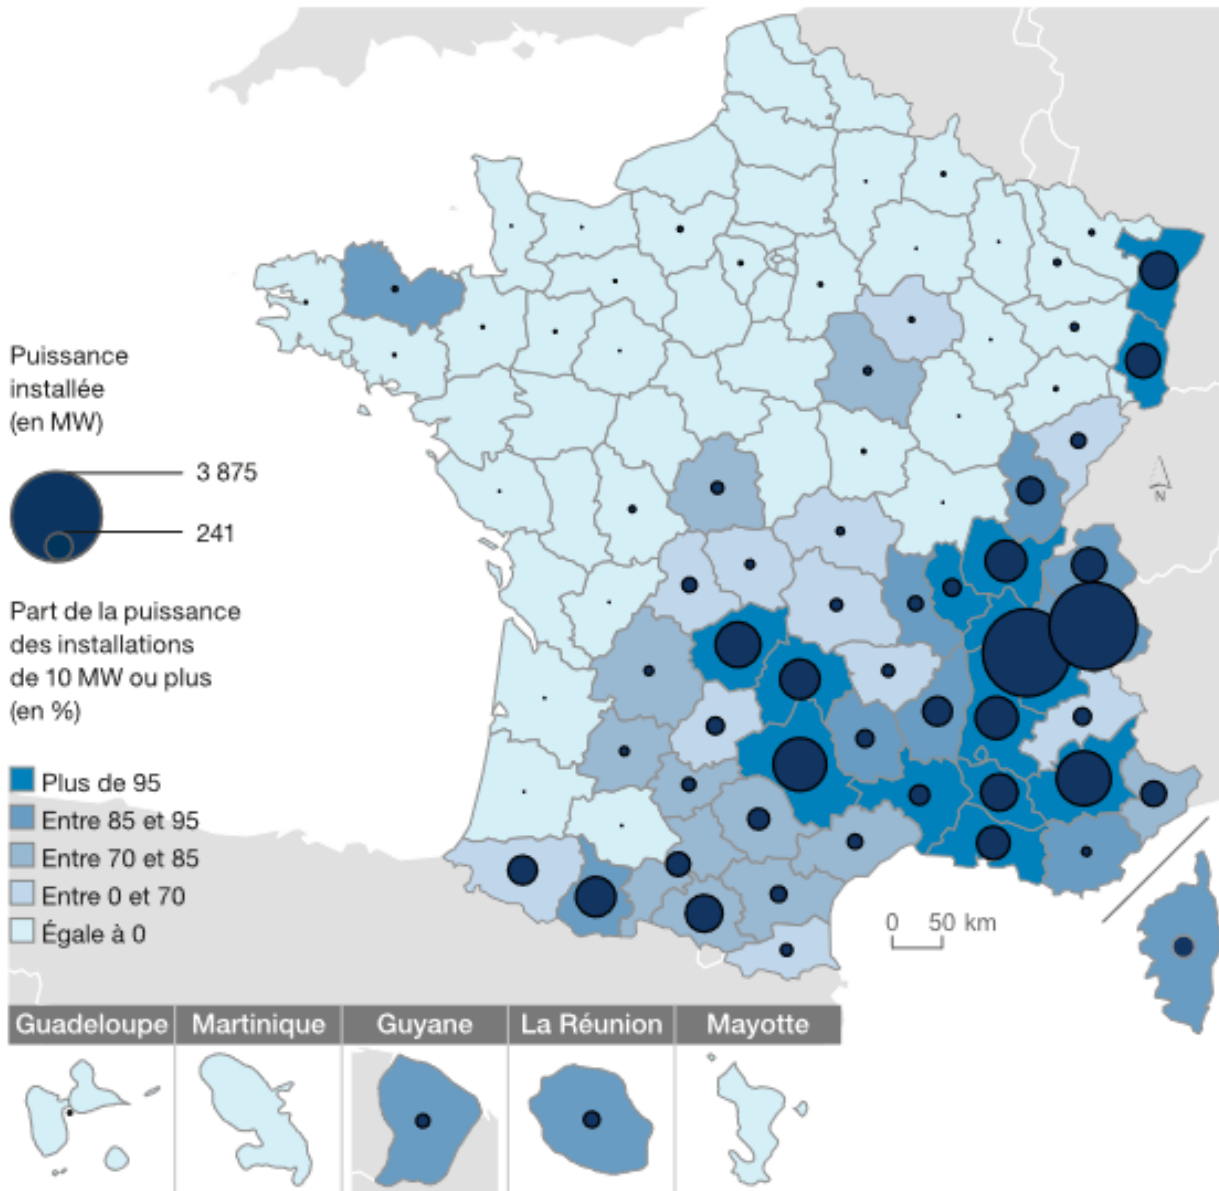 Puissance
installée
(en MW)
3 875
241
Part de la puissance
des installations
de 10 MW ou plus
(en %)
Plus de 95
Entre 85 et 95
Entre 70 et 85
Entre 0 et 70
Égale à 0
N
0 50 km
Guadeloupe
Martinique
Guyane
La Réunion
Mayotte